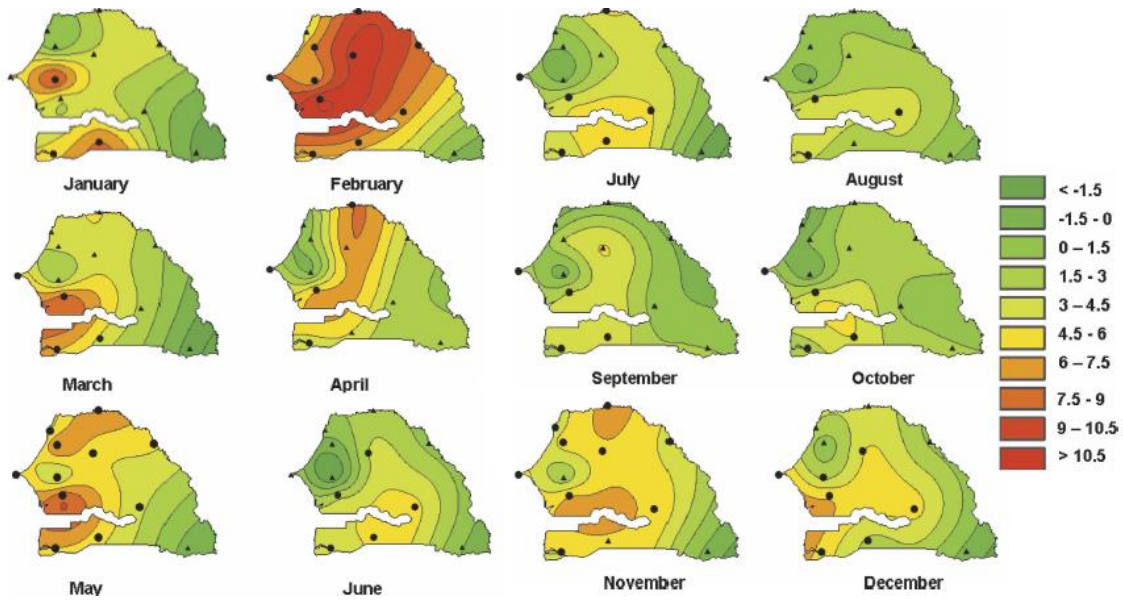 January
February
July
August
March
April
September
October
May
June
November
December
< -1.5
-1.5 - 0
0 – 1.5
1.5 - 3
3 – 4.5
4.5 – 6
6 – 7.5
7.5 - 9
9 – 10.5
> 10.5